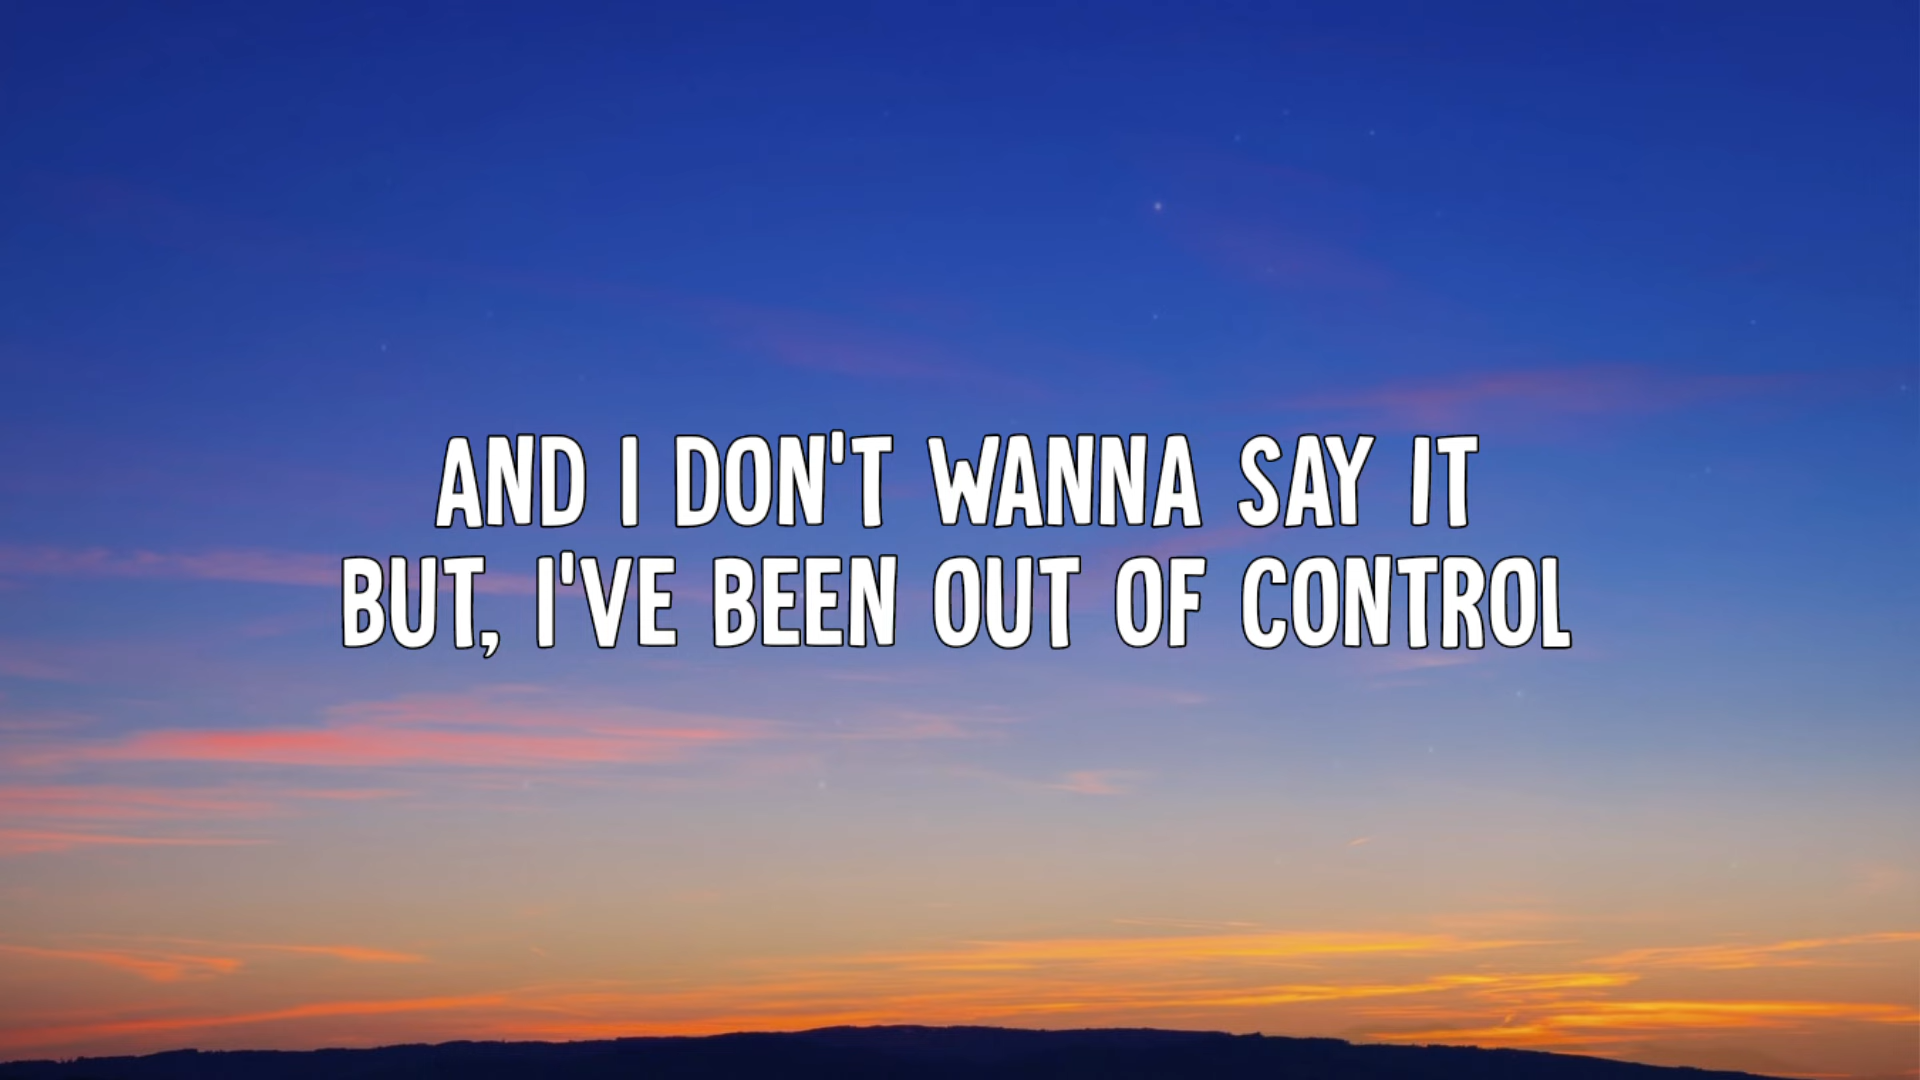 AND I DON'T WANNA SAY IT
BUT, I'VE BEEN OUT OF CONTROL